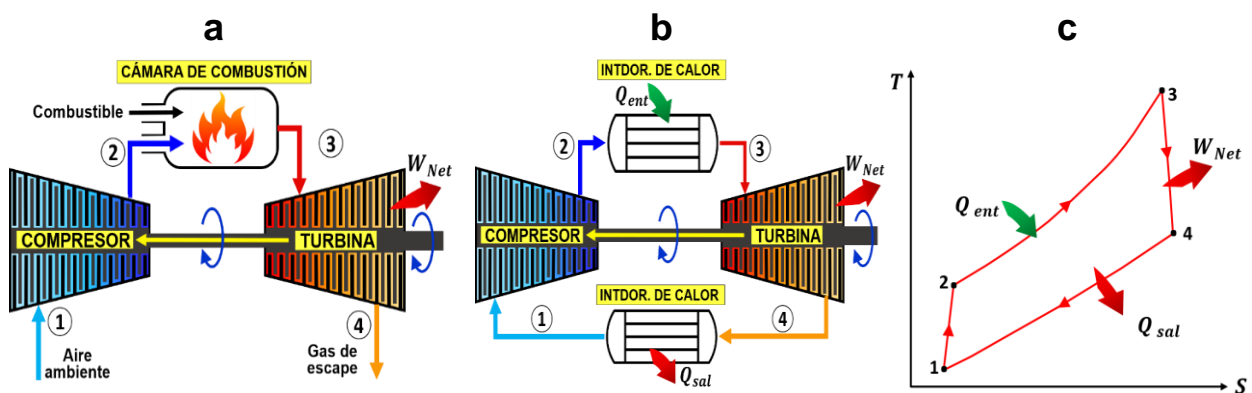 a
CÁMARA DE COMBUSTIÓN
Combustible
2
3
W_Net
COMPRESOR
TURBINA
1
4
Aire
ambiente
Gas de
escape
b
INTDOR. DE CALOR
Q_ent
2
3
W_Net
COMPRESOR
TURBINA
INTDOR. DE CALOR
1
4
Q_sal
c
T
3
W_Net
Q_ent
4
2
Q_sal
1
S